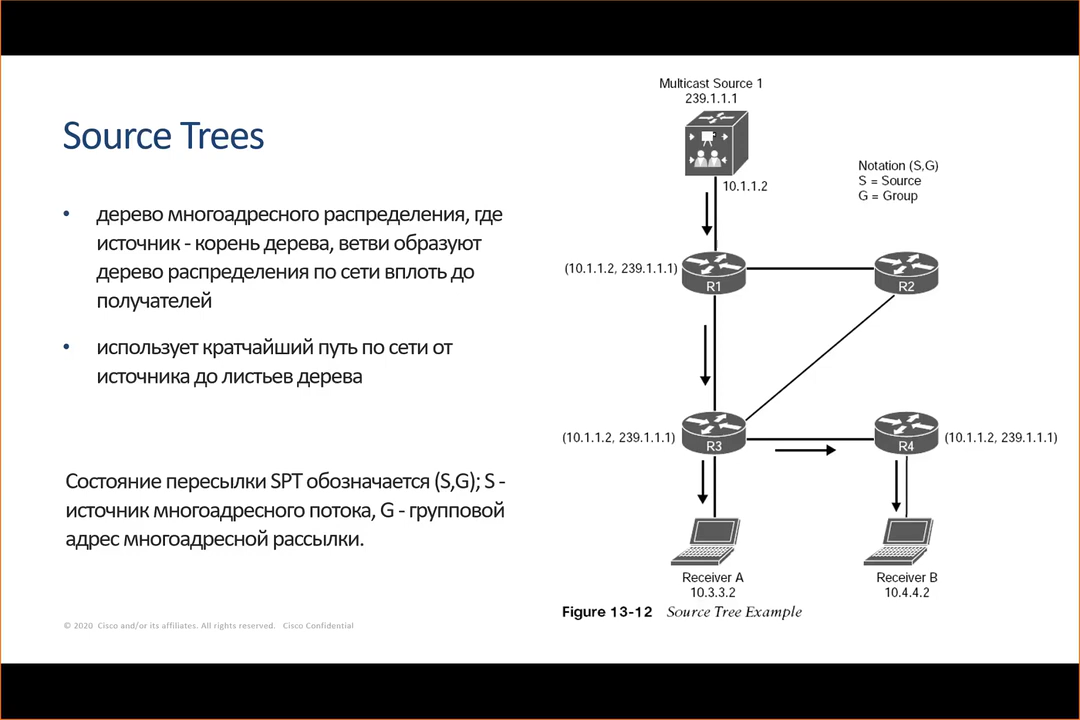 Source Trees
• дерево многоадресного распределения, где
источник - корень дерева, ветви образуют
дерево распределения по сети вплоть до
получателей
• использует кратчайший путь по сети от
источника до листьев дерева
Состояние пересылки SPT обозначается (S,G); S -
источник многоадресного потока, G - групповой
адрес многоадресной рассылки.
© 2020 Cisco and/or its affiliates. All rights reserved. Cisco Confidential
Multicast Source 1
239.1.1.1
10.1.1.2
Notation (S,G)
S = Source
G = Group
(10.1.1.2, 239.1.1.1)
R1
R2
(10.1.1.2, 239.1.1.1)
R3
R4
(10.1.1.2, 239.1.1.1)
Receiver A
10.3.3.2
Receiver B
10.4.4.2
Figure 13-12 Source Tree Example